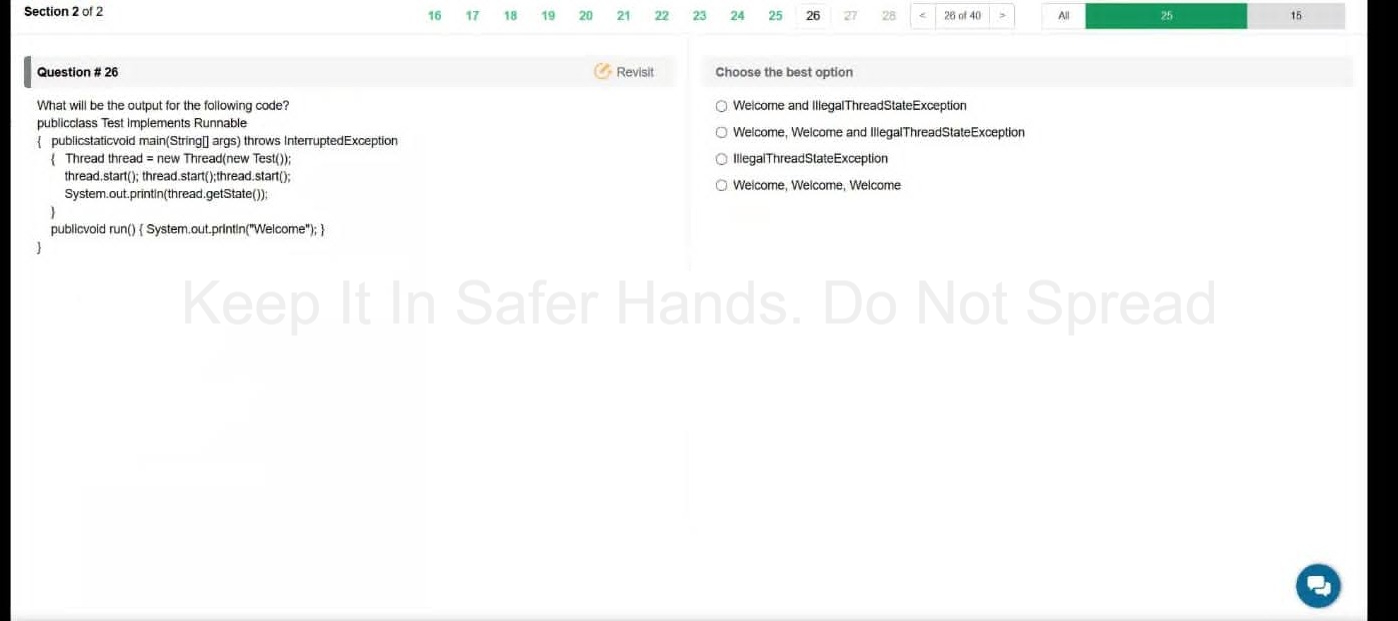 Section 2 of 2
16 17 18 19 20 21 22 23 24 25 26 27 28 < 26 of 40 > All 25 15
Question # 26
Revisit
What will be the output for the following code?
publicclass Test implements Runnable
{ publicstaticvoid main(String[] args) throws InterruptedException
{ Thread thread = new Thread(new Test());
thread.start(); thread.start();thread.start();
System.out.println(thread.getState());
}
publicvoid run() { System.out.println("Welcome"); }
}
Choose the best option
Welcome and IllegalThreadStateException
Welcome, Welcome and IllegalThreadStateException
IllegalThreadStateException
Welcome, Welcome, Welcome
Keep It In Safer Hands. Do Not Spread